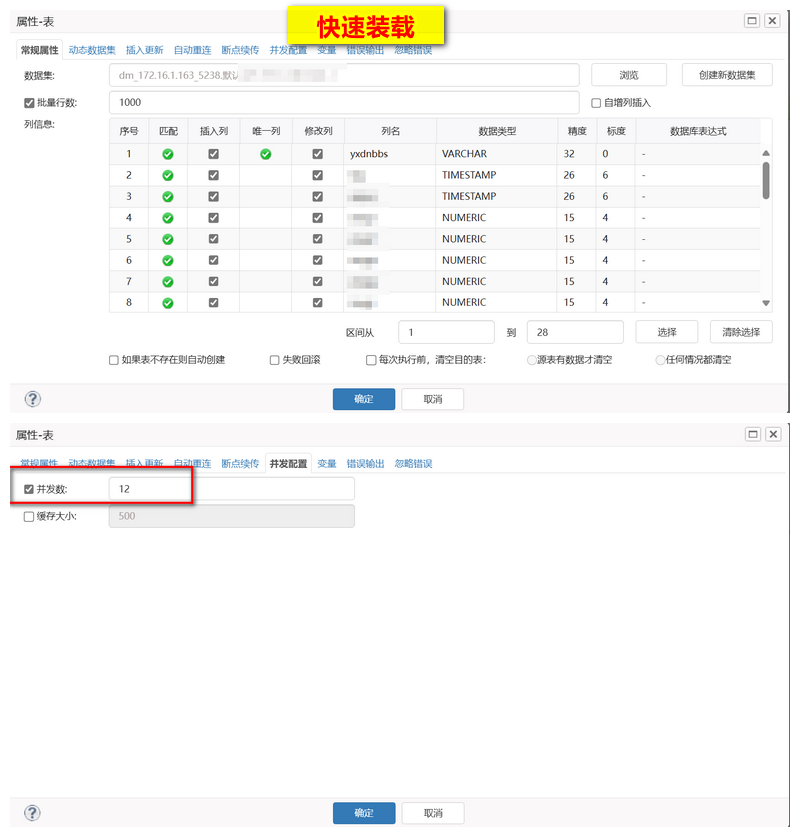 快速装载
属性-表
常规属性 动态数据集 插入更新 自动重连 断点续传 并发配置 变量 错误输出 忽略错误
数据集: dm_172.16.1.163_5238.默认 浏览 创建新数据集
批量行数: 1000 自增列插入
列信息:
序号 匹配 插入列 唯一列 修改列 列名 数据类型 精度 标度 数据库表达式
1 yxdnbbs VARCHAR 32 0 -
2 TIMESTAMP 26 6 -
3 TIMESTAMP 26 6 -
4 NUMERIC 15 4 -
5 NUMERIC 15 4 -
6 NUMERIC 15 4 -
7 NUMERIC 15 4 -
8 NUMERIC 15 4 -
区间从 1 到 28 选择 清除选择
如果表不存在则自动创建 失败回滚 每次执行前，清空目的表: 源表有数据才清空 任何情况都清空
? 确定 取消
属性-表
常规属性 动态数据集 插入更新 自动重连 断点续传 并发配置 变量 错误输出 忽略错误
并发数: 12
缓存大小: 500
? 确定 取消